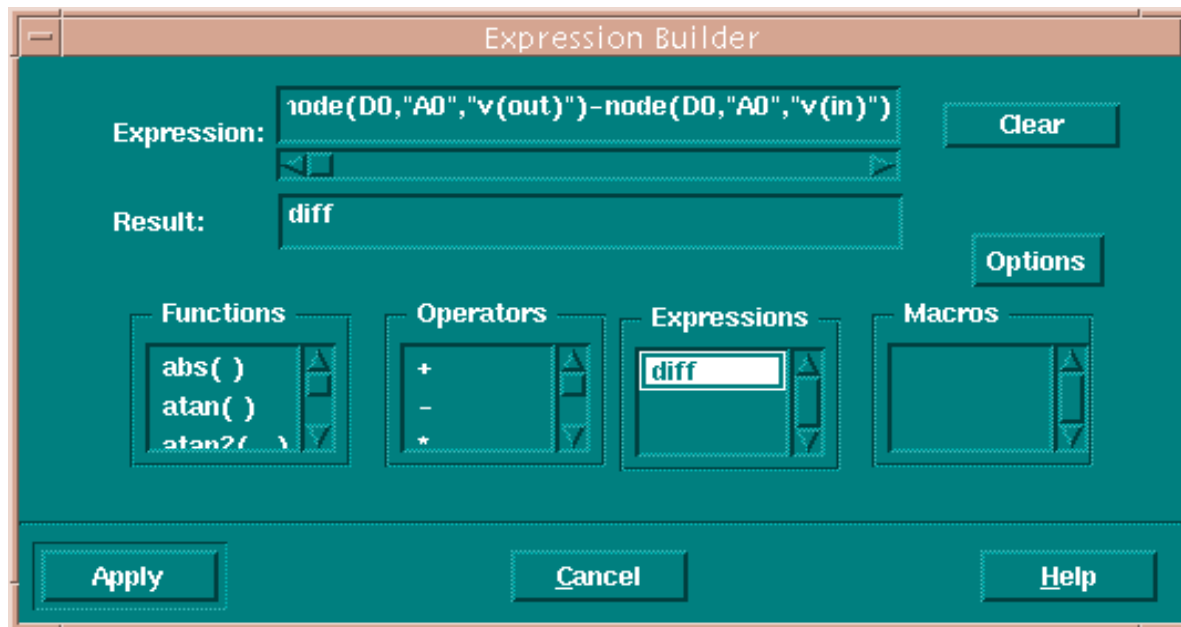 Expression Builder
Expression: node(D0,"A0","v(out)")-node(D0,"A0","v(in)")
Clear
Result: diff
Options
Functions
abs( )
atan( )
atan2( , )
Operators
+
-
*
Expressions
diff
Macros
Apply
Cancel
Help